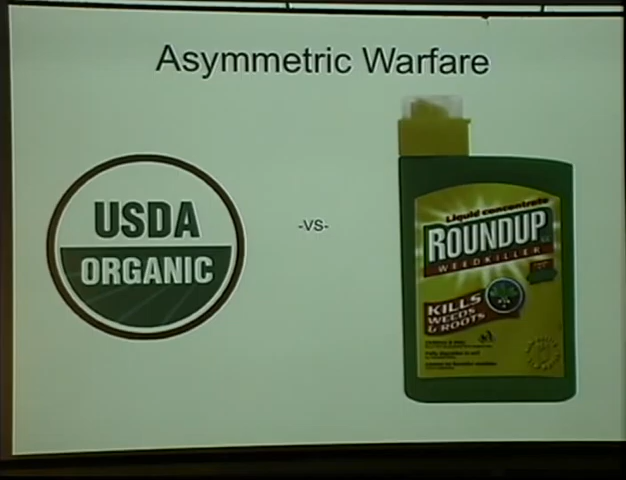 Asymmetric Warfare
USDA
ORGANIC
-vs-
Liquid concentrate
ROUNDUP
WEEDKILLER
KILLS
WEEDS
& ROOTS